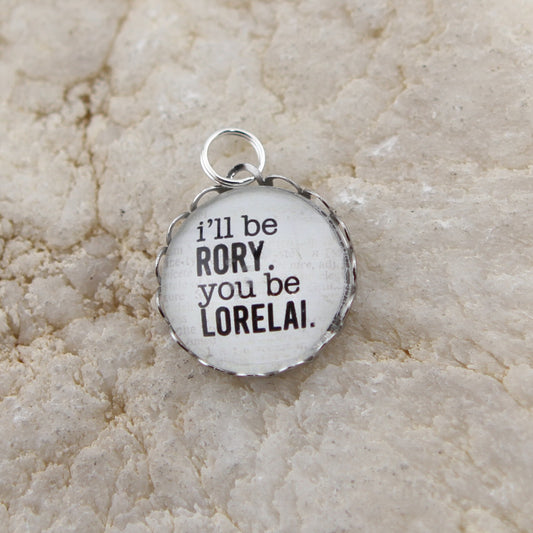 i'll be
RORY.
you be
LORELAI.